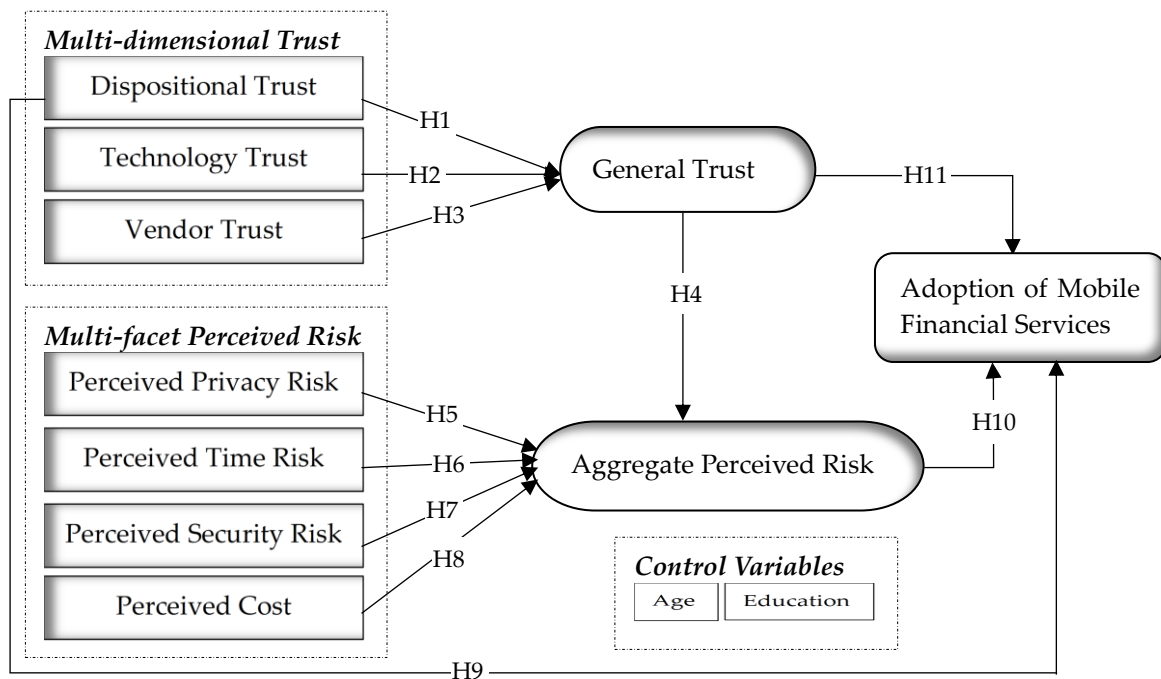 Multi-dimensional Trust
Dispositional Trust
Technology Trust
Vendor Trust
H1
H2
H3
General Trust
H11
H4
Adoption of Mobile
Financial Services
Multi-facet Perceived Risk
Perceived Privacy Risk
Perceived Time Risk
Perceived Security Risk
Perceived Cost
H5
H6
H7
H8
Aggregate Perceived Risk
H10
Control Variables
Age
Education
H9